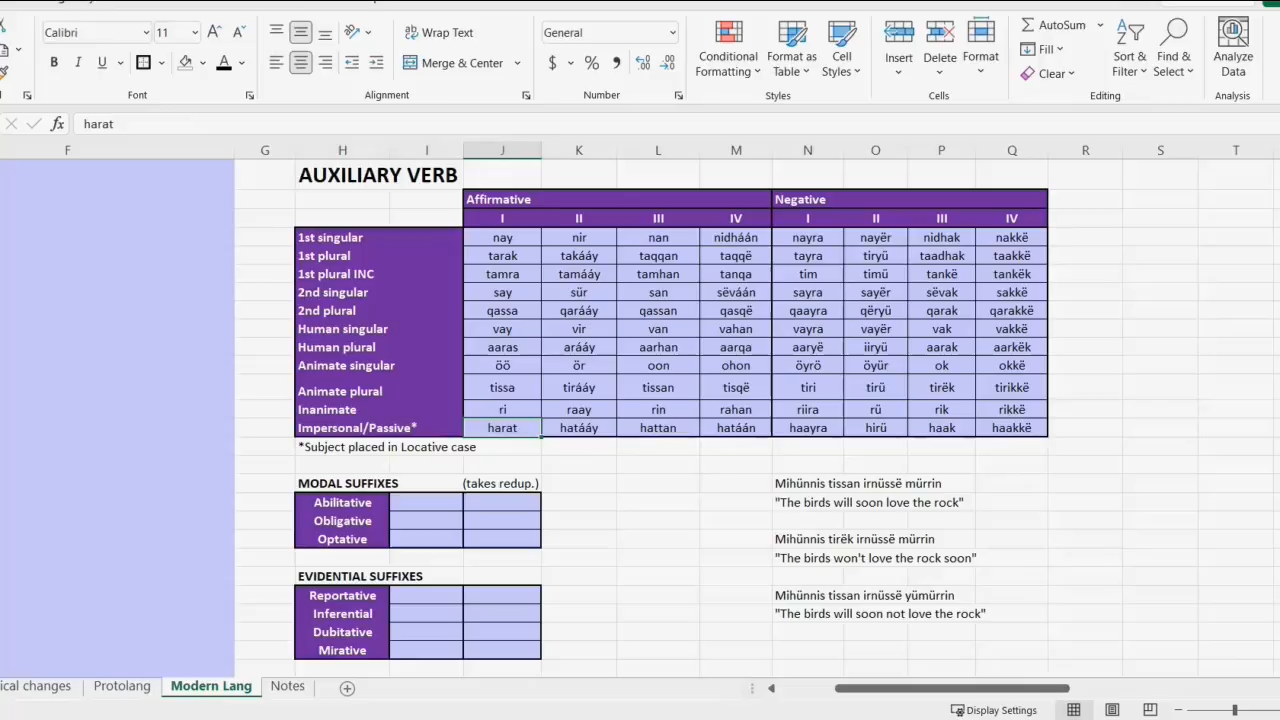 Calibri 11 Wrap Text General AutoSum
Fill
Merge & Center Conditional Formatting Format as Table Cell Styles Insert Delete Format Clear Sort & Filter Find & Select Analyze Data
Font Alignment Number Styles Cells Editing Analysis
fx harat
F G H I J K L M N O P Q R S T
AUXILIARY VERB
Affirmative Negative
I II III IV I II III IV
1st singular nay nir nan nidháán nayra nayër nidhak nakkë
1st plural tarak takááy taqqan taqqë tayra tiryü taadhak taakkë
1st plural INC tamra tamááy tamhan tanqa tim timü tankë tankëk
2nd singular say sür san sëváán sayra sayër sëvak sakkë
2nd plural qassa qarááy qassan qasqë qaayra qëryü qarak qarakkë
Human singular vay vir van vahan vayra vayër vak vakkë
Human plural aaras arááy aarhan aarqa aaryë iiryü aarak aarkëk
Animate singular öö ör oon ohon öyrö öyür ok okkë
Animate plural tissa tirááy tissan tisqë tiri tirü tirëk tirikkë
Inanimate ri raay rin rahan riira rü rik rikkë
Impersonal/Passive* harat hatááy hattan hatáán haayra hirü haak haakkë
*Subject placed in Locative case
MODAL SUFFIXES (takes redup.) Mihünnis tissan irnüssë mürrin
Abilitative "The birds will soon love the rock"
Obligative
Optative Mihünnis tirëk irnüssë mürrin
"The birds won't love the rock soon"
EVIDENTIAL SUFFIXES
Reportative Mihünnis tissan irnüssë yümürrin
Inferential "The birds will soon not love the rock"
Dubitative
Mirative
ical changes Protolang Modern Lang Notes
Display Settings